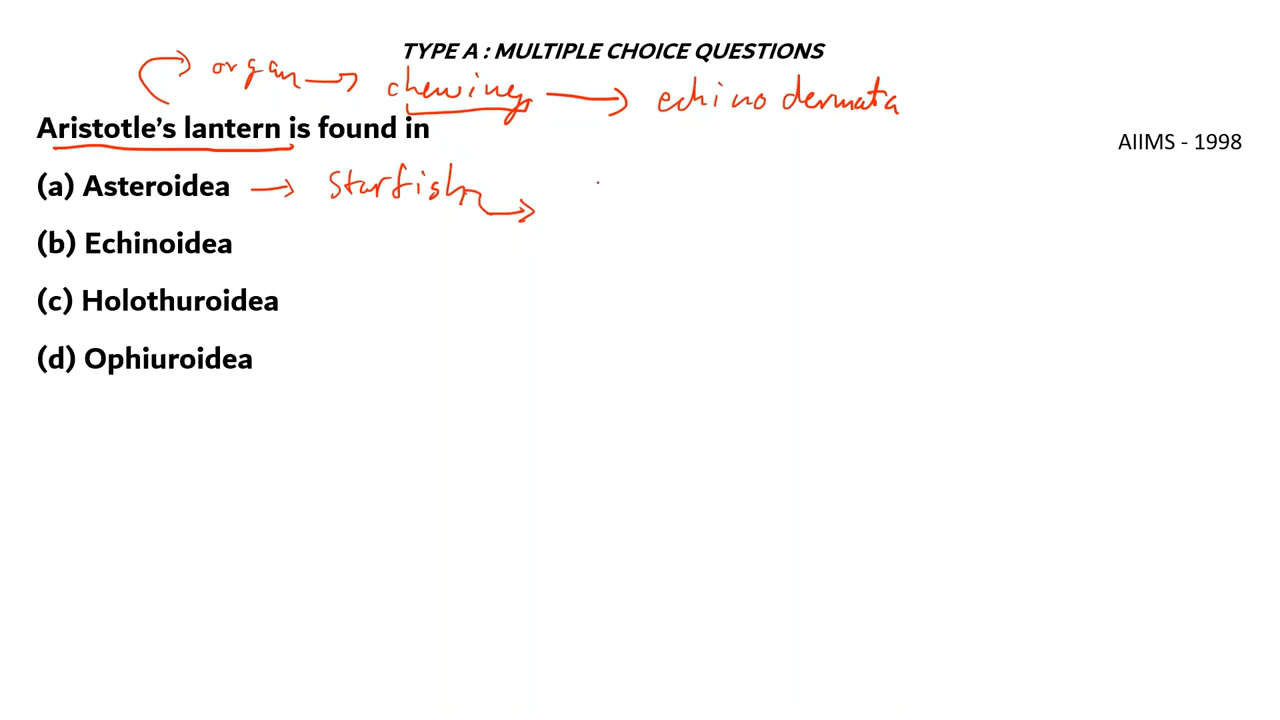 TYPE A : MULTIPLE CHOICE QUESTIONS
organ → chewing → echinodermata
Aristotle’s lantern is found in
AIIMS - 1998
(a) Asteroidea → Starfish →
(b) Echinoidea
(c) Holothuroidea
(d) Ophiuroidea